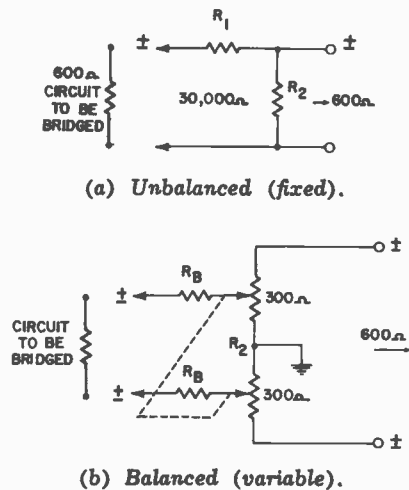 R1
± ±
600Ω
CIRCUIT
TO BE
BRIDGED
30,000Ω R2 →600Ω
(a) Unbalanced (fixed).
±
± RB 300Ω
CIRCUIT
TO BE
BRIDGED
R2 600Ω
± RB 300Ω
±
(b) Balanced (variable).